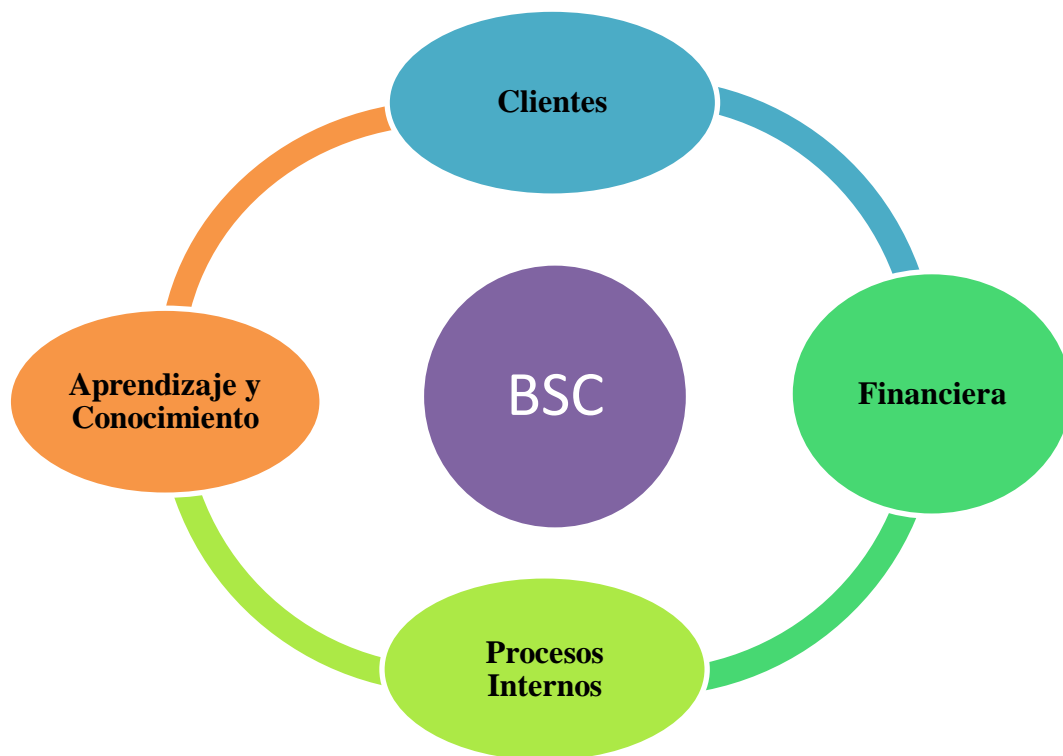 Clientes
Aprendizaje y
Conocimiento
BSC
Financiera
Procesos
Internos